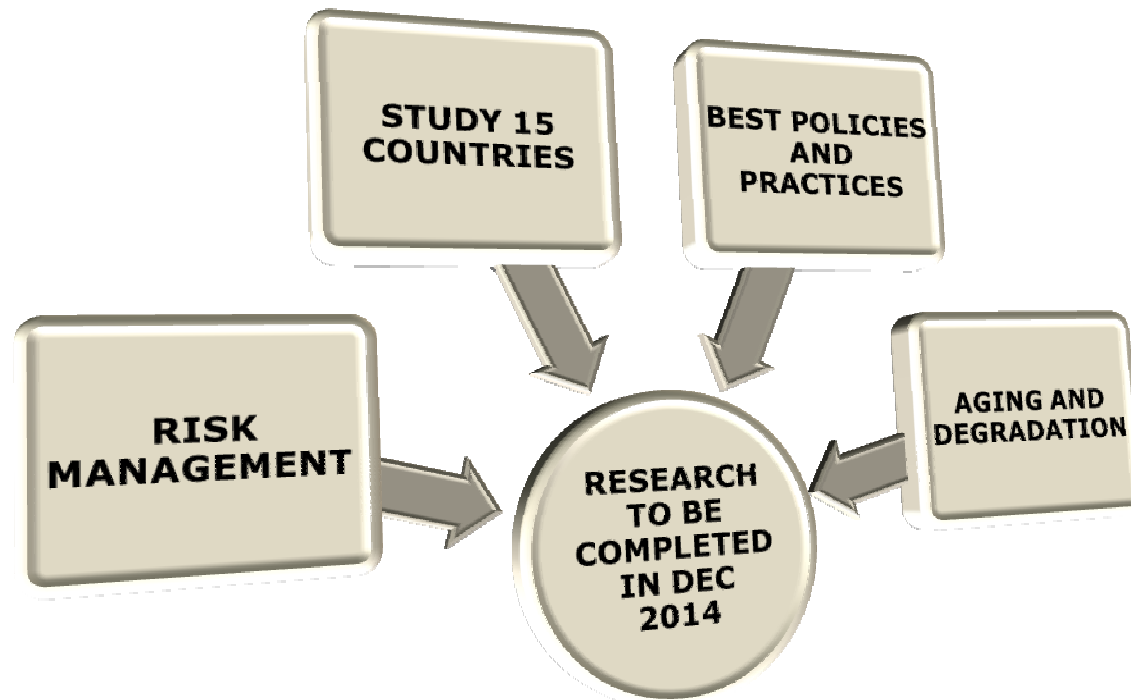 STUDY 15
COUNTRIES
BEST POLICIES
AND
PRACTICES
RISK
MANAGEMENT
AGING AND
DEGRADATION
RESEARCH
TO BE
COMPLETED
IN DEC
2014